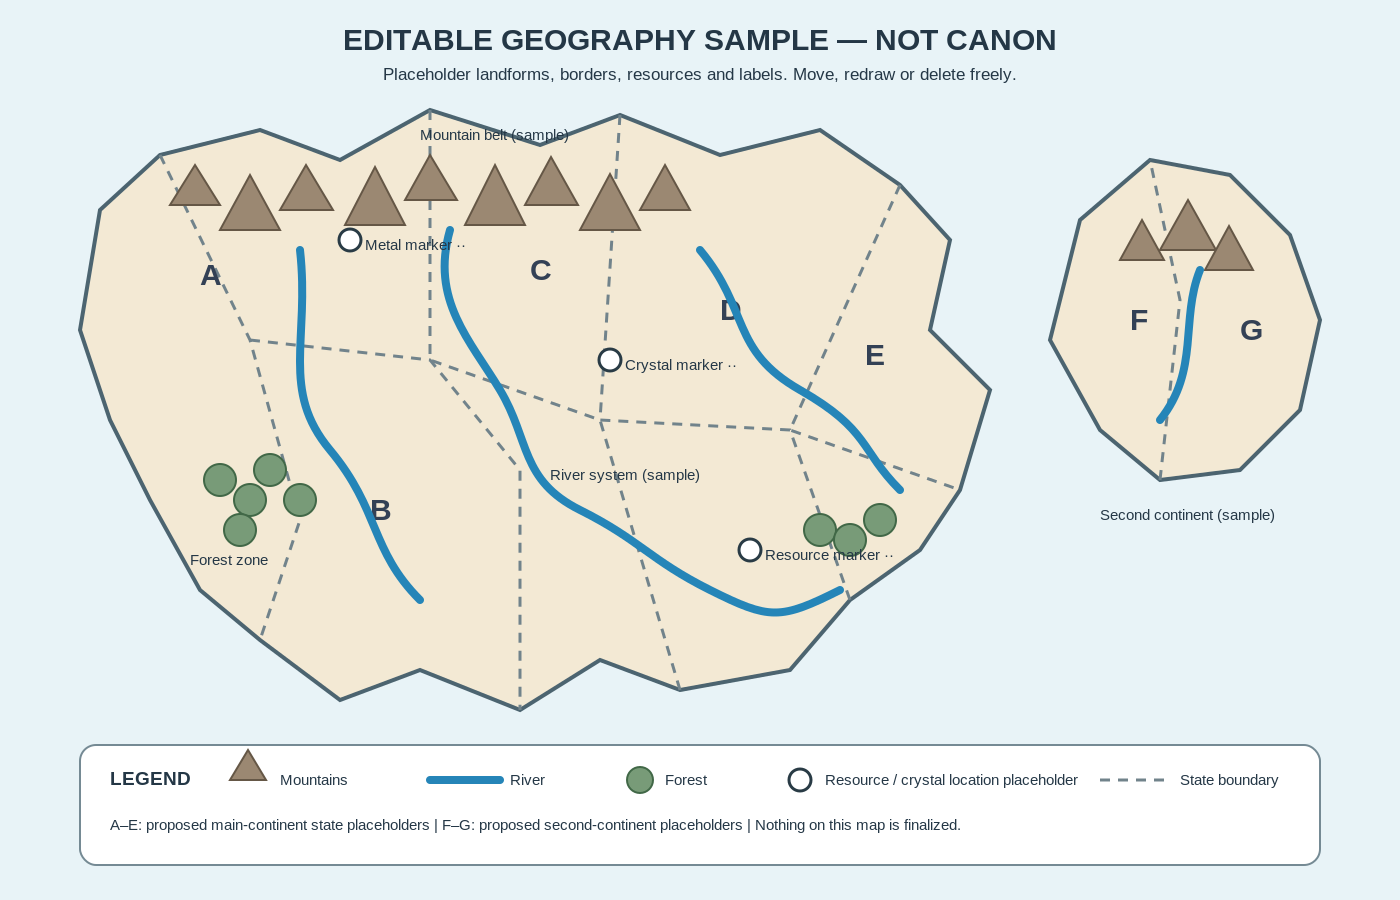 EDITABLE GEOGRAPHY SAMPLE — NOT CANON
Placeholder landforms, borders, resources and labels. Move, redraw or delete freely.
Mountain belt (sample)
Metal marker ··
A
C
D
Crystal marker ··
E
F
G
River system (sample)
B
Forest zone
Resource marker ··
Second continent (sample)
LEGEND
Mountains
River
Forest
Resource / crystal location placeholder
State boundary
A–E: proposed main-continent state placeholders | F–G: proposed second-continent placeholders | Nothing on this map is finalized.